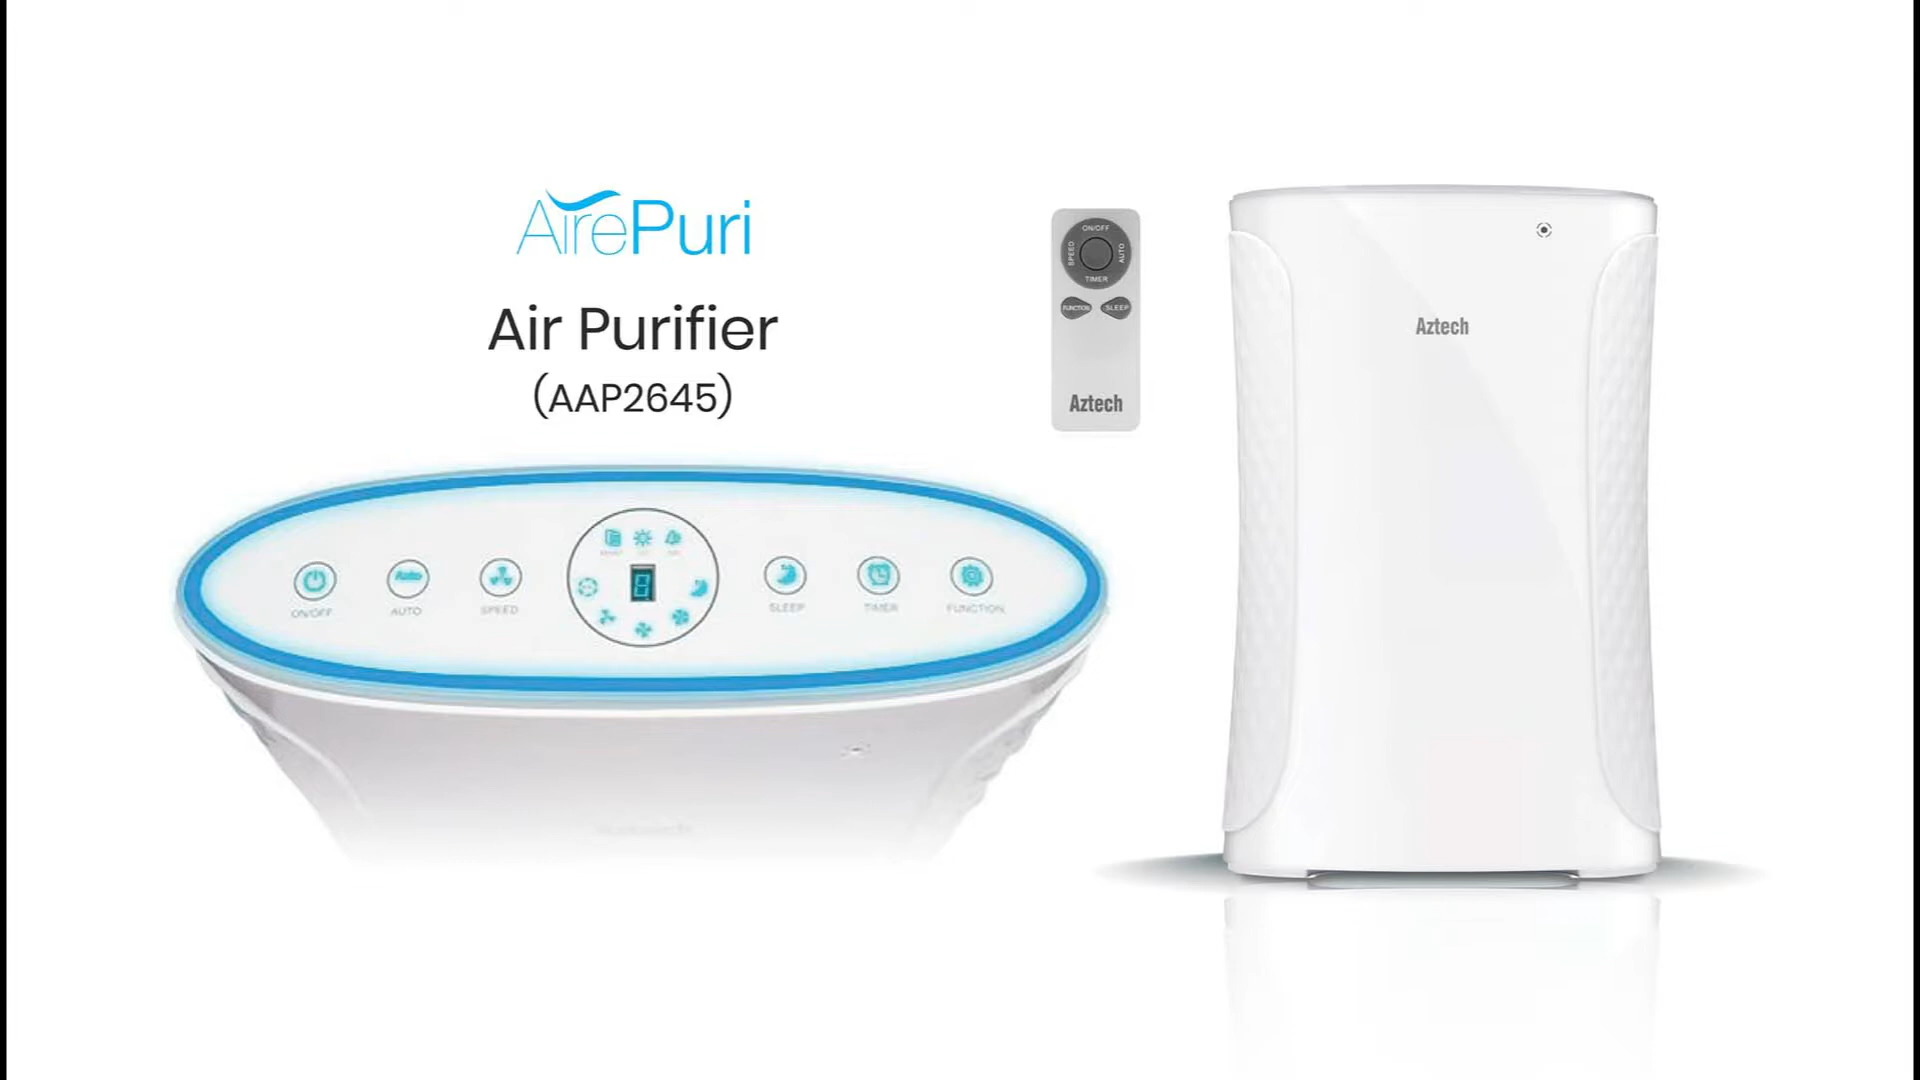 AirePuri
Air Purifier
(AAP2645)
ON/OFF
SPEED
AUTO
TIMER
FUNCTION
SLEEP
Aztech
Aztech
ON/OFF
Auto
AUTO
SPEED
8
SLEEP
TIMER
FUNCTION